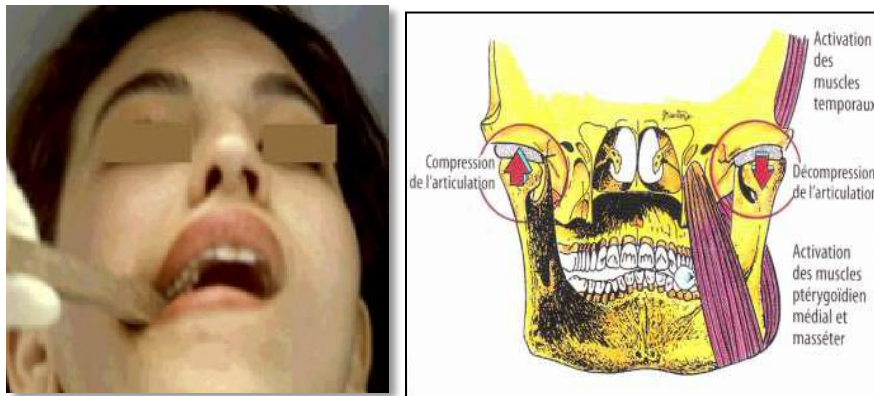 Activation
des
muscles
temporaux
Compression
de l'articulation
Décompression
de l'articulation
Activation
des muscles
ptérygoïdien
médial et
masséter